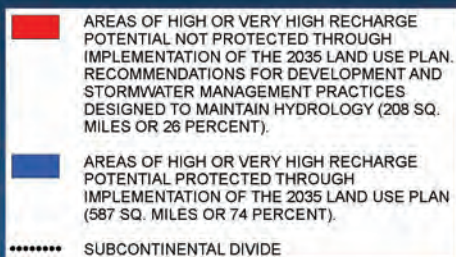 AREAS OF HIGH OR VERY HIGH RECHARGE
POTENTIAL NOT PROTECTED THROUGH
IMPLEMENTATION OF THE 2035 LAND USE PLAN.
RECOMMENDATIONS FOR DEVELOPMENT AND
STORMWATER MANAGEMENT PRACTICES
DESIGNED TO MAINTAIN HYDROLOGY (208 SQ.
MILES OR 26 PERCENT).
AREAS OF HIGH OR VERY HIGH RECHARGE
POTENTIAL PROTECTED THROUGH
IMPLEMENTATION OF THE 2035 LAND USE PLAN
(587 SQ. MILES OR 74 PERCENT).
SUBCONTINENTAL DIVIDE